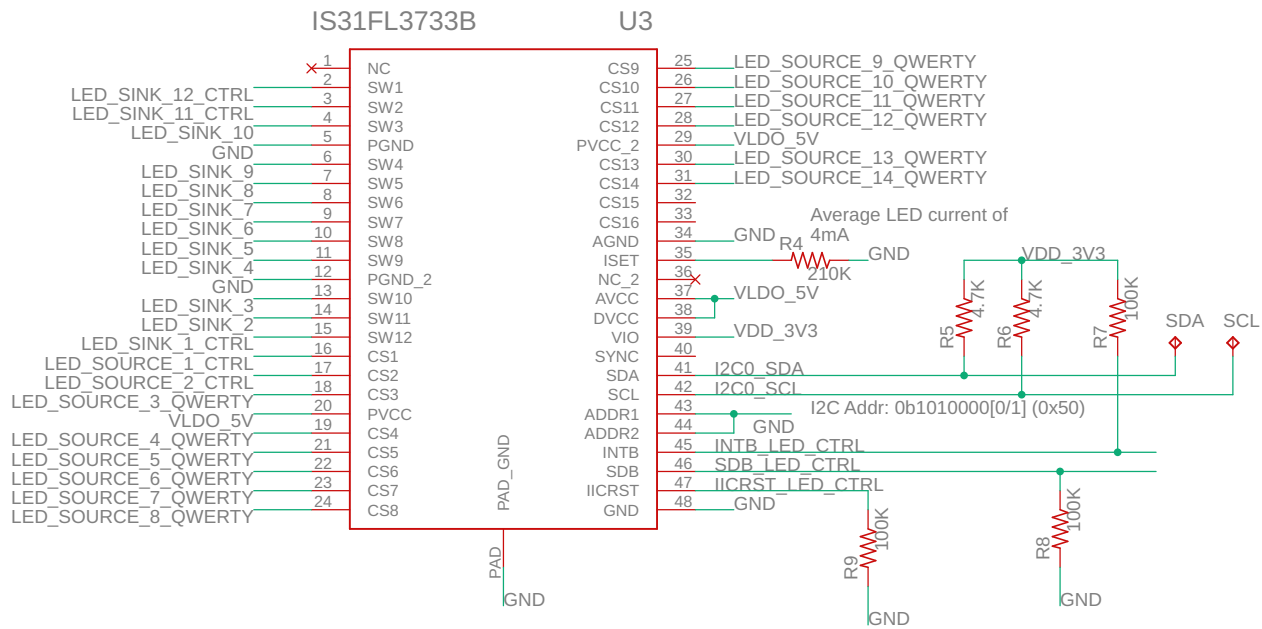 IS31FL3733B
U3
1 NC
2 SW1
LED_SINK_12_CTRL
3 SW2
LED_SINK_11_CTRL
4 SW3
LED_SINK_10
5 PGND
GND
6 SW4
LED_SINK_9
7 SW5
LED_SINK_8
8 SW6
LED_SINK_7
9 SW7
LED_SINK_6
10 SW8
LED_SINK_5
11 SW9
LED_SINK_4
12 PGND_2
GND
13 SW10
LED_SINK_3
14 SW11
LED_SINK_2
15 SW12
LED_SINK_1_CTRL
16 CS1
LED_SOURCE_1_CTRL
17 CS2
LED_SOURCE_2_CTRL
18 CS3
LED_SOURCE_3_QWERTY
20 PVCC
VLDO_5V
19 CS4
LED_SOURCE_4_QWERTY
21 CS5
LED_SOURCE_5_QWERTY
22 CS6
LED_SOURCE_6_QWERTY
23 CS7
LED_SOURCE_7_QWERTY
24 CS8
LED_SOURCE_8_QWERTY
PAD_GND
PAD
GND
CS9 25 LED_SOURCE_9_QWERTY
CS10 26 LED_SOURCE_10_QWERTY
CS11 27 LED_SOURCE_11_QWERTY
CS12 28 LED_SOURCE_12_QWERTY
PVCC_2 29 VLDO_5V
CS13 30 LED_SOURCE_13_QWERTY
CS14 31 LED_SOURCE_14_QWERTY
CS15 32
CS16 33
AGND 34 GND
ISET 35
NC_2 36
AVCC 37 VLDO_5V
DVCC 38
VIO 39 VDD_3V3
SYNC 40
SDA 41 I2C0_SDA
SCL 42 I2C0_SCL
ADDR1 43
ADDR2 44 GND
INTB 45 INTB_LED_CTRL
SDB 46 SDB_LED_CTRL
IICRST 47 IICRST_LED_CTRL
GND 48 GND
Average LED current of
4mA
R4
210K
GND
VDD_3V3
R5
4.7K
R6
4.7K
R7
100K
SDA
SCL
I2C Addr: 0b1010000[0/1] (0x50)
R9
100K
GND
R8
100K
GND